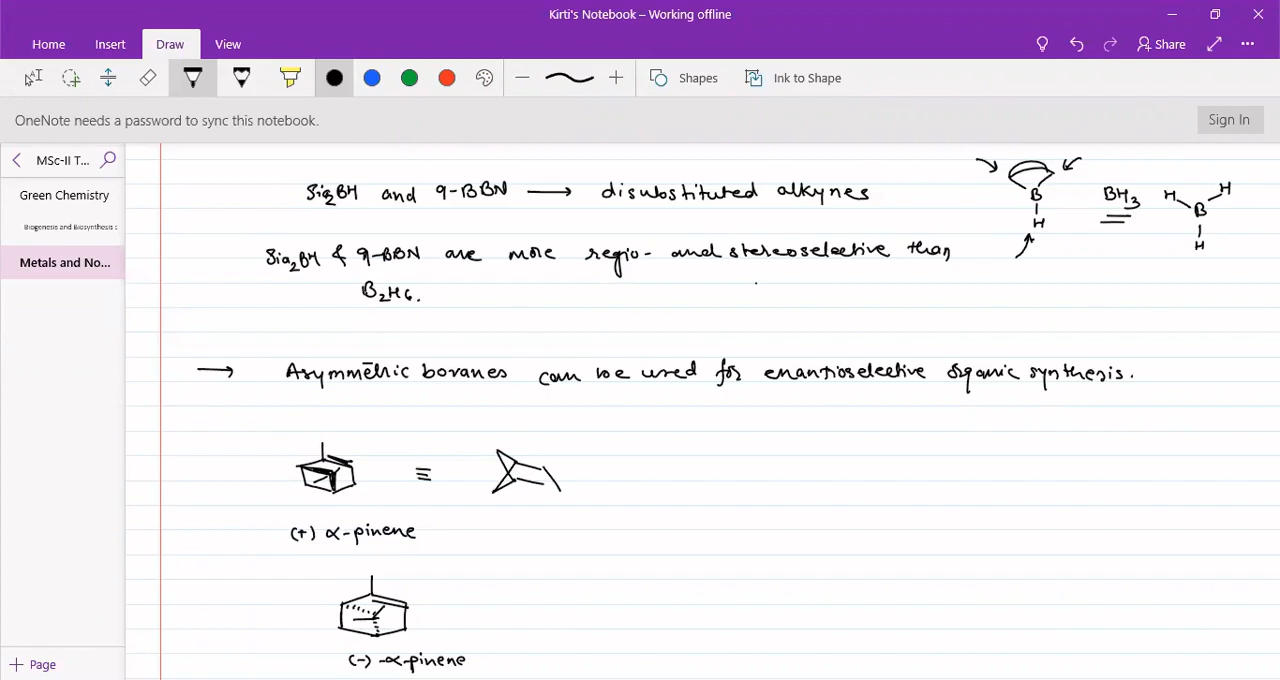 Kirti's Notebook – Working offline
Home Insert Draw View Share
Shapes Ink to Shape
OneNote needs a password to sync this notebook. Sign In
MSc-II T...
Green Chemistry
Biogenesis and Biosynthesis
Metals and No...
Page
Sia2BH and 9-BBN ⟶ disubstituted alkynes
B
H
BH3
H H
B
H
Sia2BH & 9-BBN are more regio- and stereoselective than
B2H6.
⟶ Asymmetric boranes can be used for enantioselective organic synthesis.
≡
(+) α-pinene
(-)-α-pinene